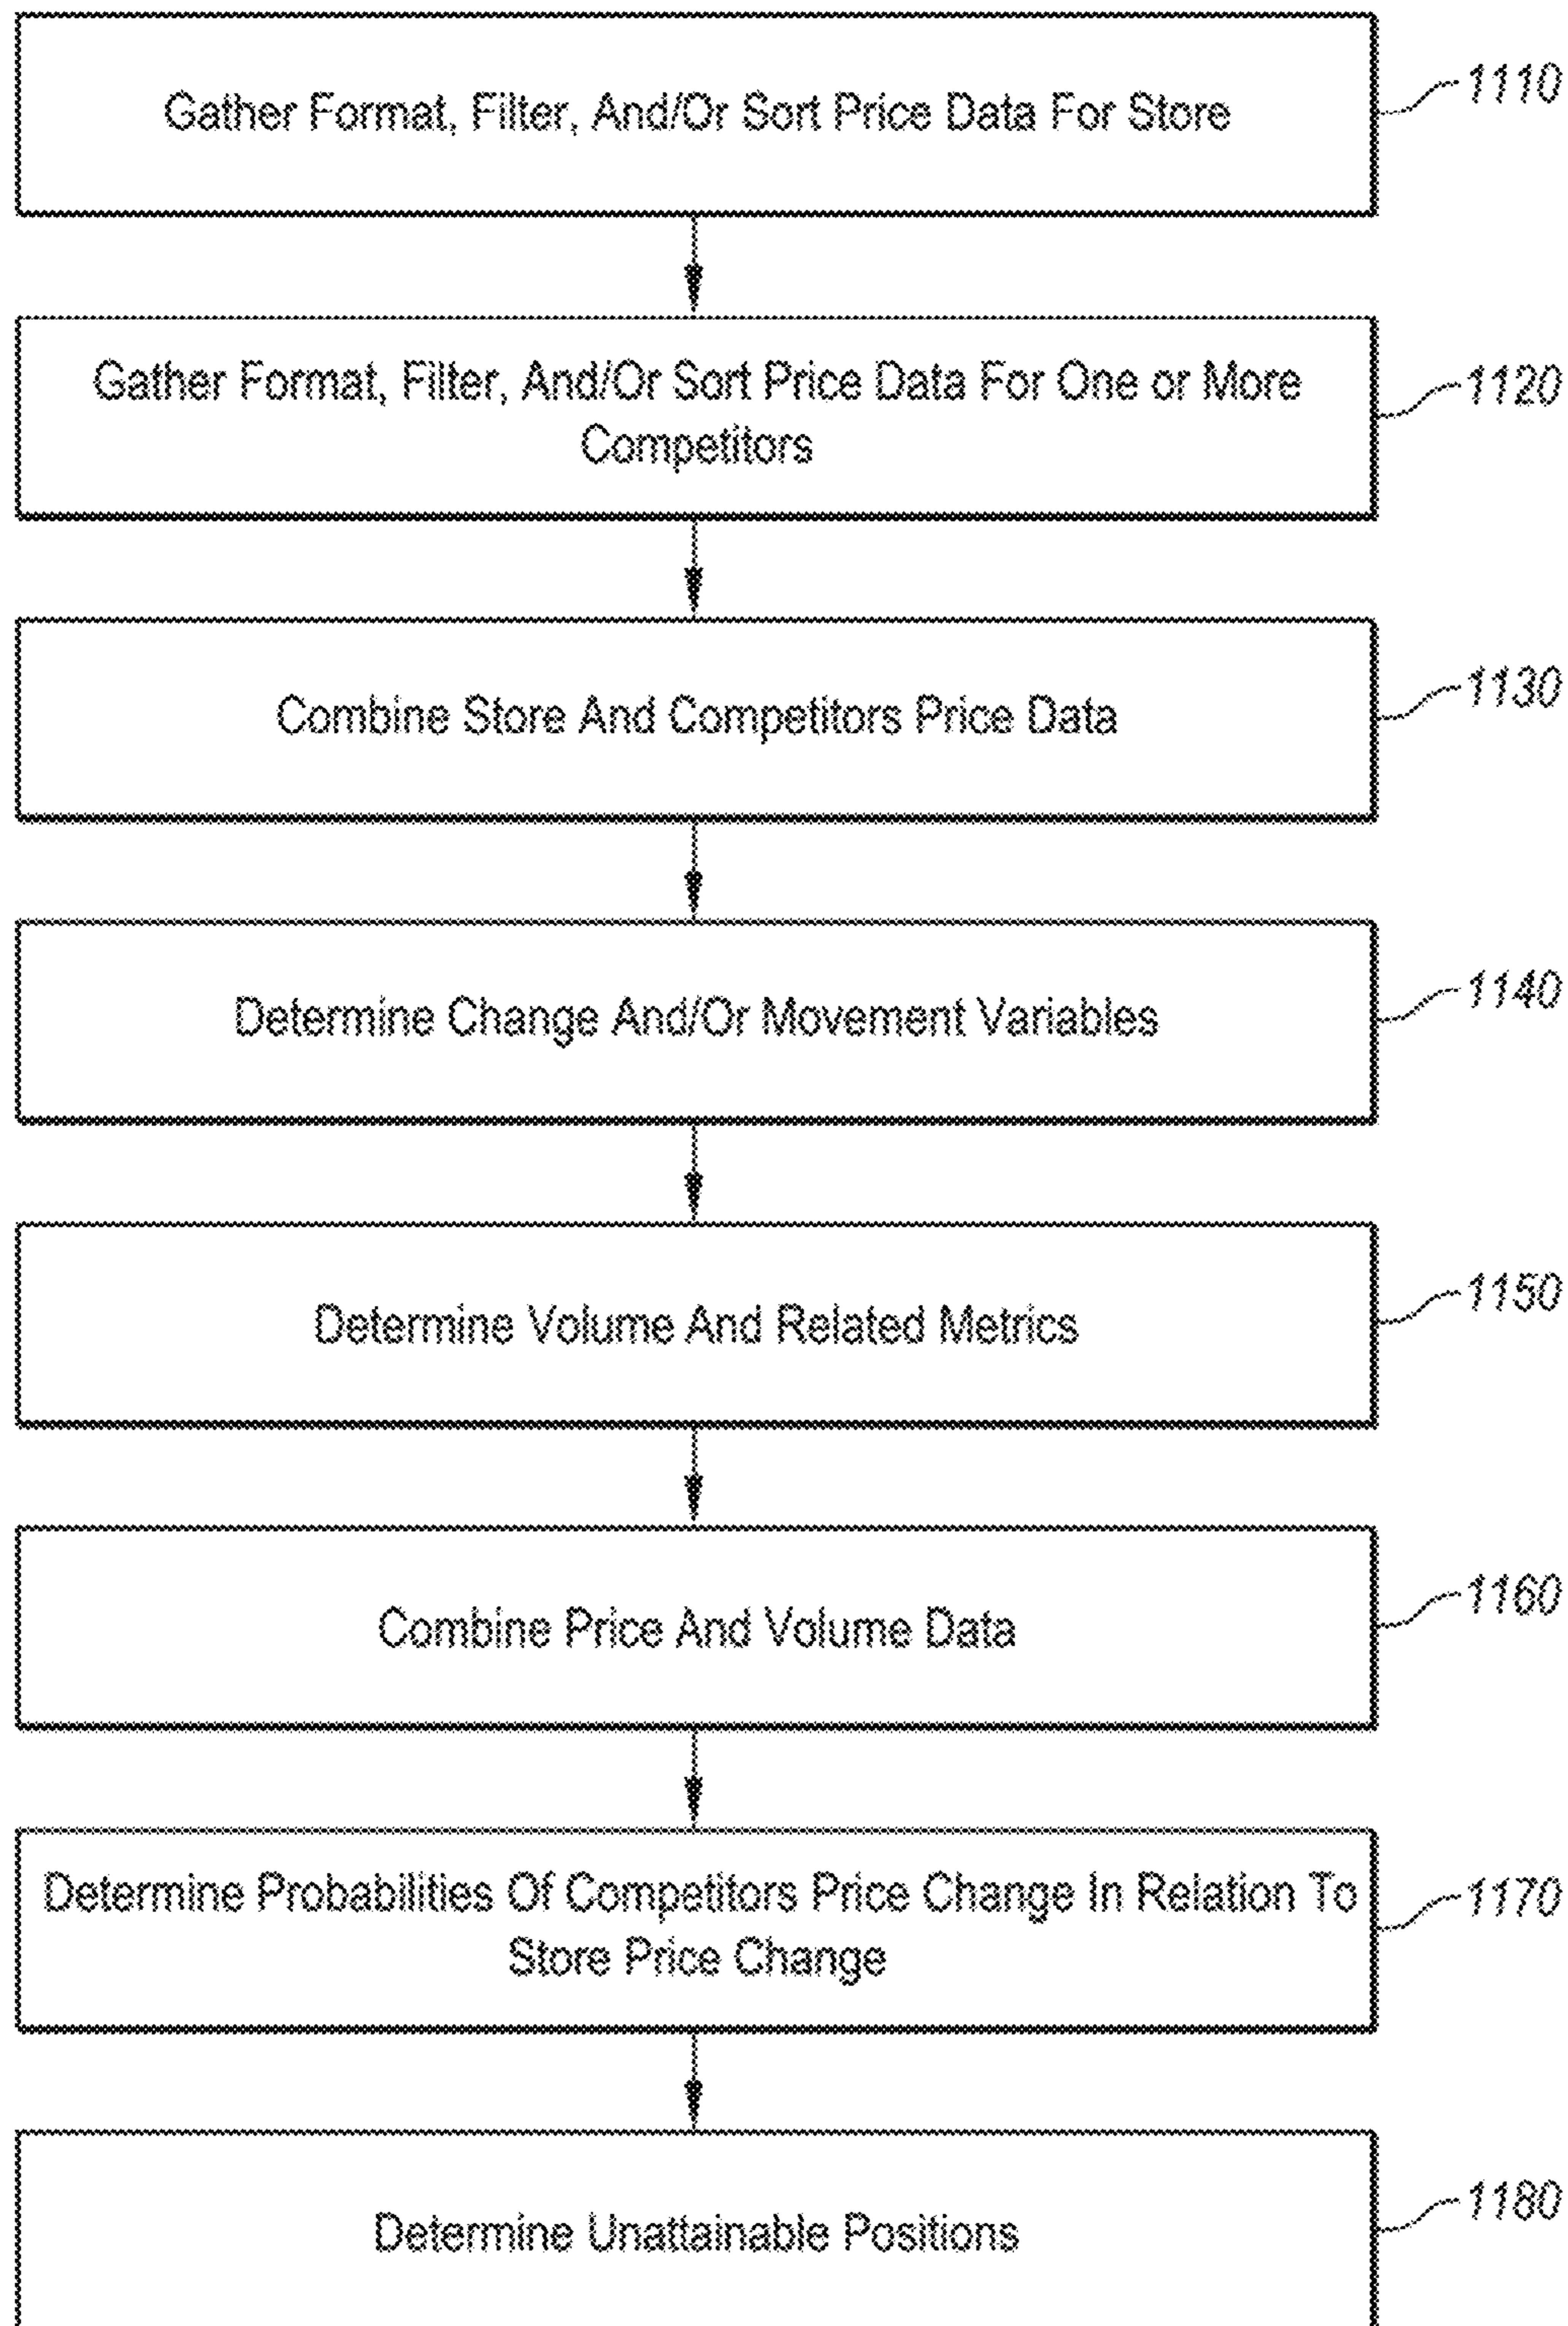 Gather Format, Filter, And/Or Sort Price Data For Store
1110
Gather Format, Filter, And/Or Sort Price Data For One or More
Competitors
1120
Combine Store And Competitors Price Data
1130
Determine Change And/Or Movement Variables
1140
Determine Volume And Related Metrics
1150
Combine Price And Volume Data
1160
Determine Probabilities Of Competitors Price Change In Relation To
Store Price Change
1170
Determine Unattainable Positions
1180